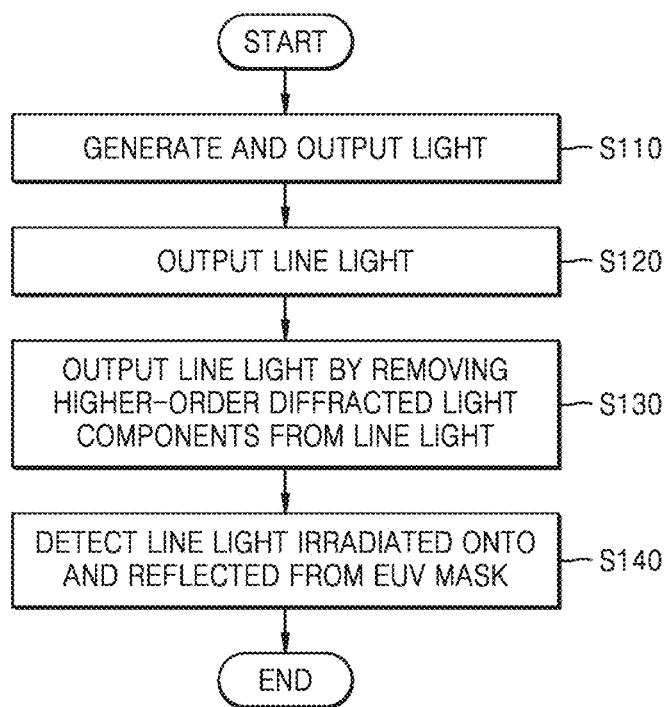 START
GENERATE AND OUTPUT LIGHT
S110
OUTPUT LINE LIGHT
S120
OUTPUT LINE LIGHT BY REMOVING
HIGHER-ORDER DIFFRACTED LIGHT
COMPONENTS FROM LINE LIGHT
S130
DETECT LINE LIGHT IRRADIATED ONTO
AND REFLECTED FROM EUV MASK
S140
END